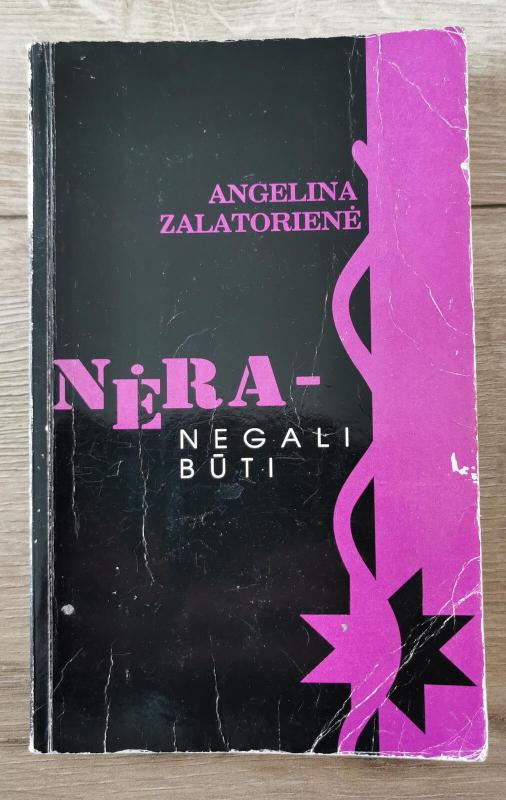 ANGELINA
ZALATORIENĖ
NĖRA-
NEGALI
BŪTI